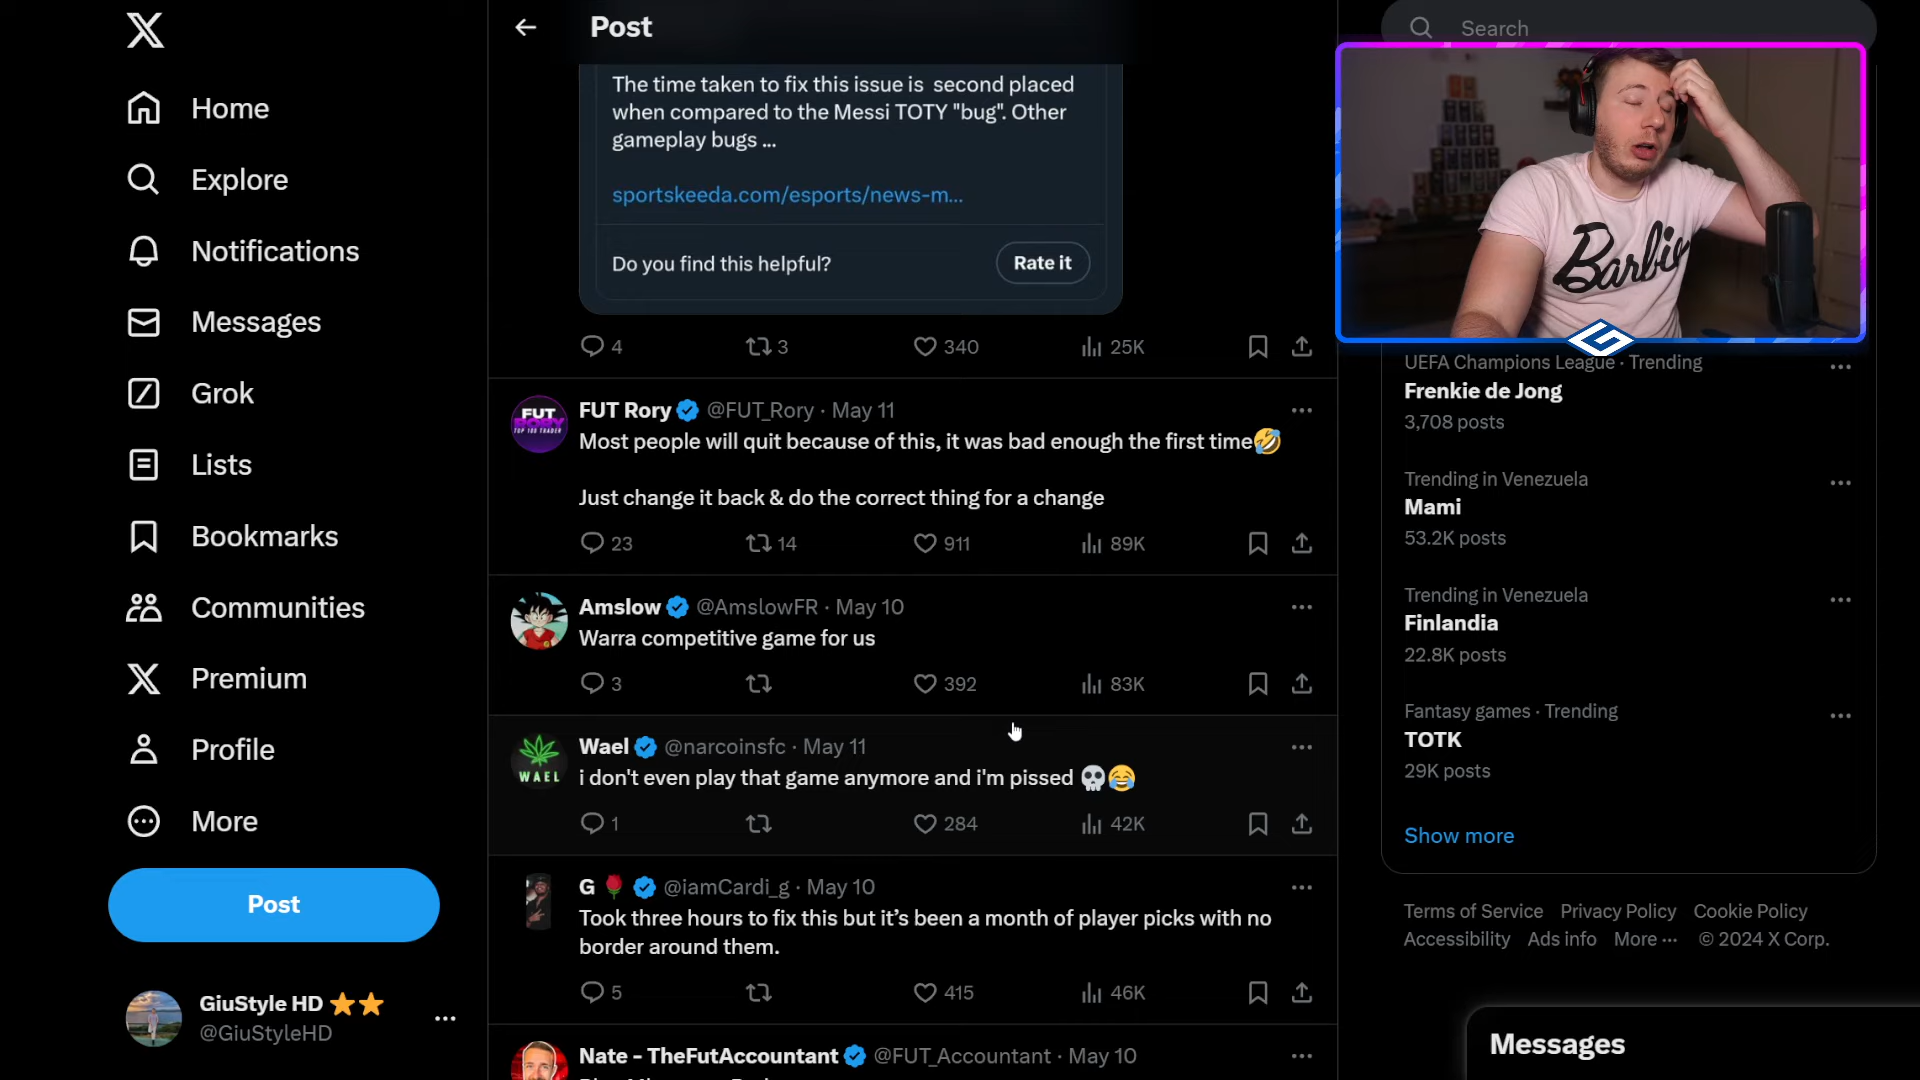 Home
Explore
Notifications
Messages
Grok
Lists
Bookmarks
Communities
Premium
Profile
More
Post
GiuStyle HD ⭐⭐
@GiuStyleHD
Post
The time taken to fix this issue is second placed
when compared to the Messi TOTY "bug". Other
gameplay bugs ...
sportskeeda.com/esports/news-m...
Do you find this helpful?
Rate it
4 3 340 25K
FUT RORY
TOP 100 TRADER
FUT Rory @FUT_Rory · May 11
Most people will quit because of this, it was bad enough the first time🤣
Just change it back & do the correct thing for a change
23 14 911 89K
Amslow @AmslowFR · May 10
Warra competitive game for us
3 392 83K
WAEL
Wael @narcoinsfc · May 11
i don't even play that game anymore and i'm pissed 💀😂
1 284 42K
G 🌹 @iamCardi_g · May 10
Took three hours to fix this but it's been a month of player picks with no
border around them.
5 415 46K
Nate - TheFutAccountant @FUT_Accountant · May 10
Search
Barbie
UEFA Champions League · Trending
Frenkie de Jong
3,708 posts
Trending in Venezuela
Mami
53.2K posts
Trending in Venezuela
Finlandia
22.8K posts
Fantasy games · Trending
TOTK
29K posts
Show more
Terms of Service Privacy Policy Cookie Policy
Accessibility Ads info More ··· © 2024 X Corp.
Messages